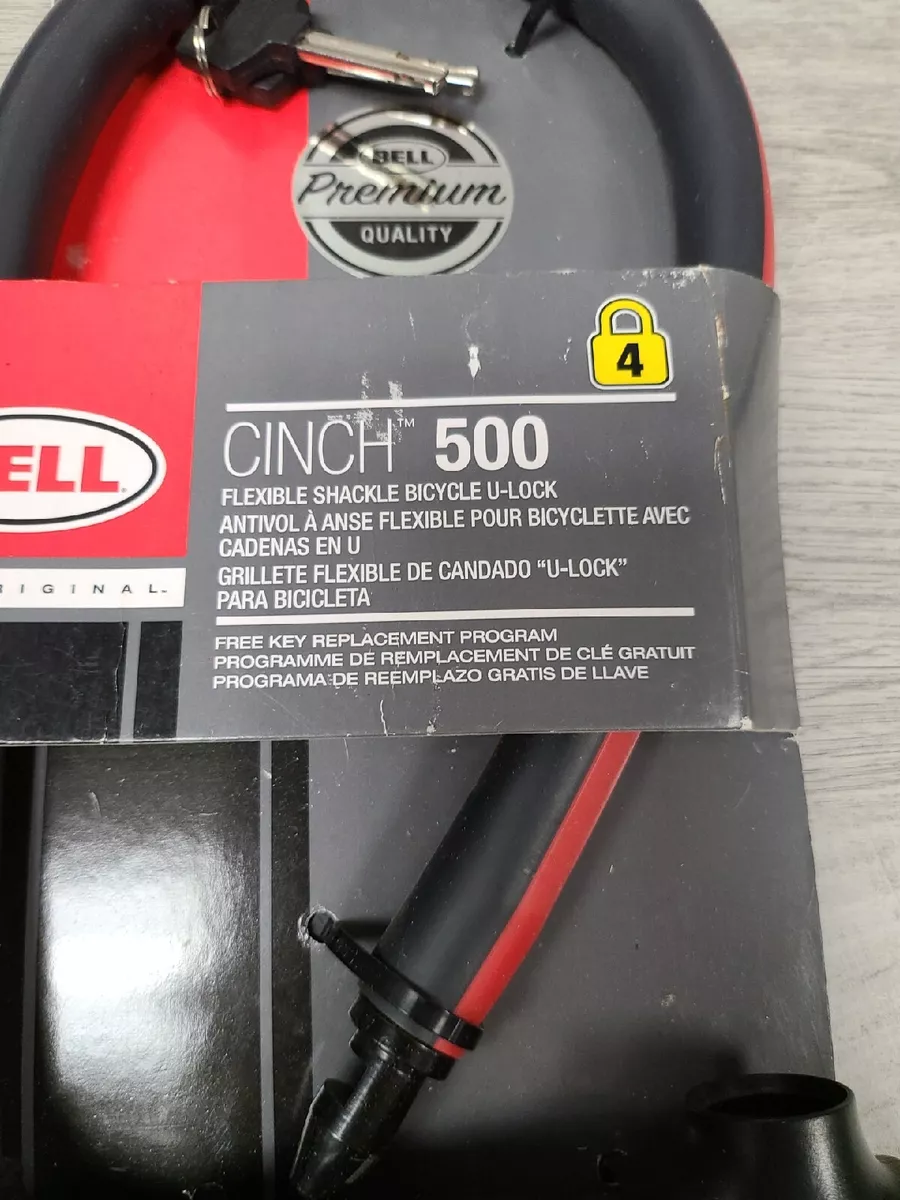 BELL
Premium
QUALITY
4
CINCH™ 500
ELL
FLEXIBLE SHACKLE BICYCLE U-LOCK
ANTIVOL À ANSE FLEXIBLE POUR BICYCLETTE AVEC
CADENAS EN U
GRILLETE FLEXIBLE DE CANDADO “U-LOCK”
PARA BICICLETA
RIGINAL
FREE KEY REPLACEMENT PROGRAM
PROGRAMME DE REMPLACEMENT DE CLÉ GRATUIT
PROGRAMA DE REEMPLAZO GRATIS DE LLAVE